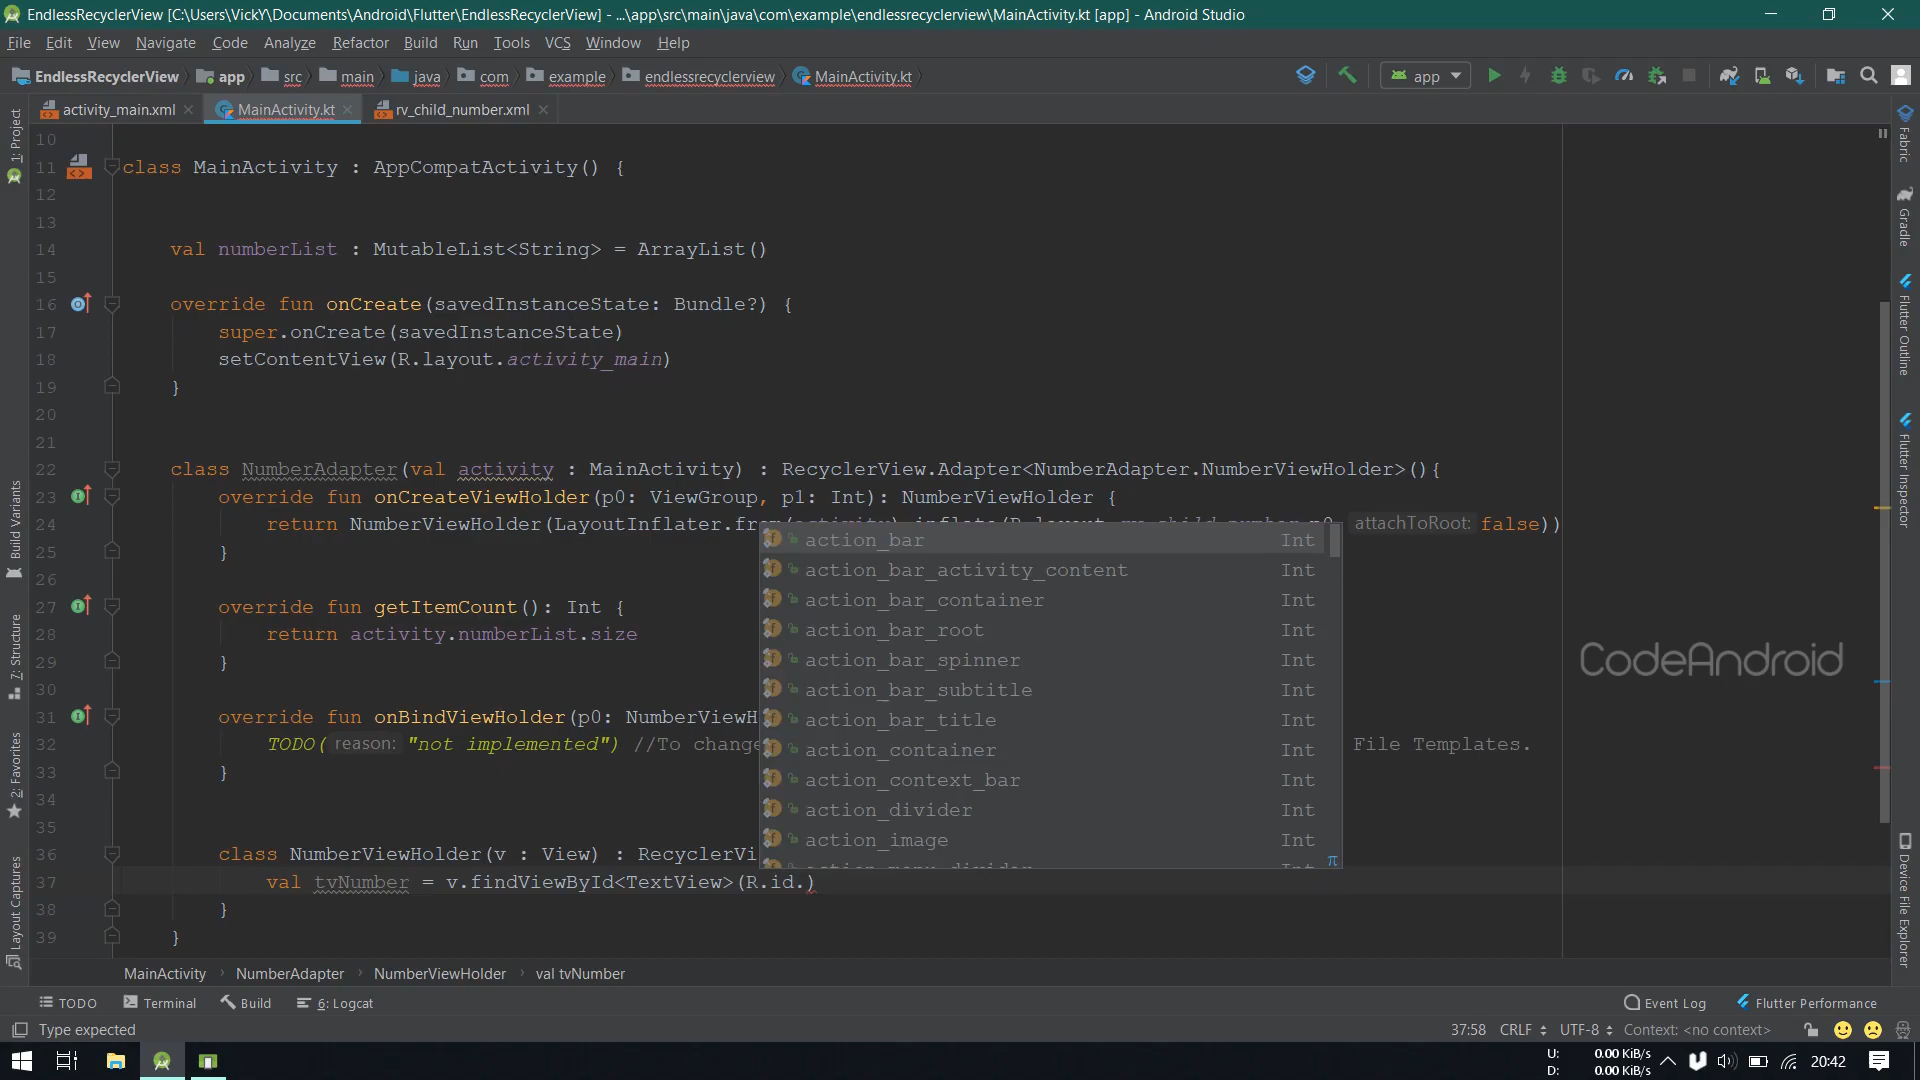 EndlessRecyclerView [C:\Users\VickY\Documents\Android\Flutter\EndlessRecyclerView] - ...\app\src\main\java\com\example\endlessrecyclerview\MainActivity.kt [app] - Android Studio
File Edit View Navigate Code Analyze Refactor Build Run Tools VCS Window Help
EndlessRecyclerView app src main java com example endlessrecyclerview MainActivity.kt app
activity_main.xml MainActivity.kt rv_child_number.xml
1: Project
Build Variants
7: Structure
2: Favorites
Layout Captures
10
11 class MainActivity : AppCompatActivity() {
12
13
14 val numberList : MutableList<String> = ArrayList()
15
16 override fun onCreate(savedInstanceState: Bundle?) {
17 super.onCreate(savedInstanceState)
18 setContentView(R.layout.activity_main)
19 }
20
21
22 class NumberAdapter(val activity : MainActivity) : RecyclerView.Adapter<NumberAdapter.NumberViewHolder>(){
23 override fun onCreateViewHolder(p0: ViewGroup, p1: Int): NumberViewHolder {
24 return NumberViewHolder(LayoutInflater.from(activity).inflate(R.layout.rv_child_number,p0, attachToRoot: false))
25 }
26
27 override fun getItemCount(): Int {
28 return activity.numberList.size
29 }
30
31 override fun onBindViewHolder(p0: NumberViewH
32 TODO( reason: "not implemented") //To change File Templates.
33 }
34
35
36 class NumberViewHolder(v : View) : RecyclerVi
37 val tvNumber = v.findViewById<TextView>(R.id.)
38 }
39 }
action_bar Int
action_bar_activity_content Int
action_bar_container Int
action_bar_root Int
action_bar_spinner Int
action_bar_subtitle Int
action_bar_title Int
action_container Int
action_context_bar Int
action_divider Int
action_image Int
action_menu_divider Int
π
CodeAndroid
Fabric
Gradle
Flutter Outline
Flutter Inspector
Device File Explorer
MainActivity NumberAdapter NumberViewHolder val tvNumber
TODO Terminal Build 6: Logcat Event Log Flutter Performance
Type expected 37:58 CRLF UTF-8 Context: <no context>
U: 0.00 KiB/s
D: 0.00 KiB/s
20:42